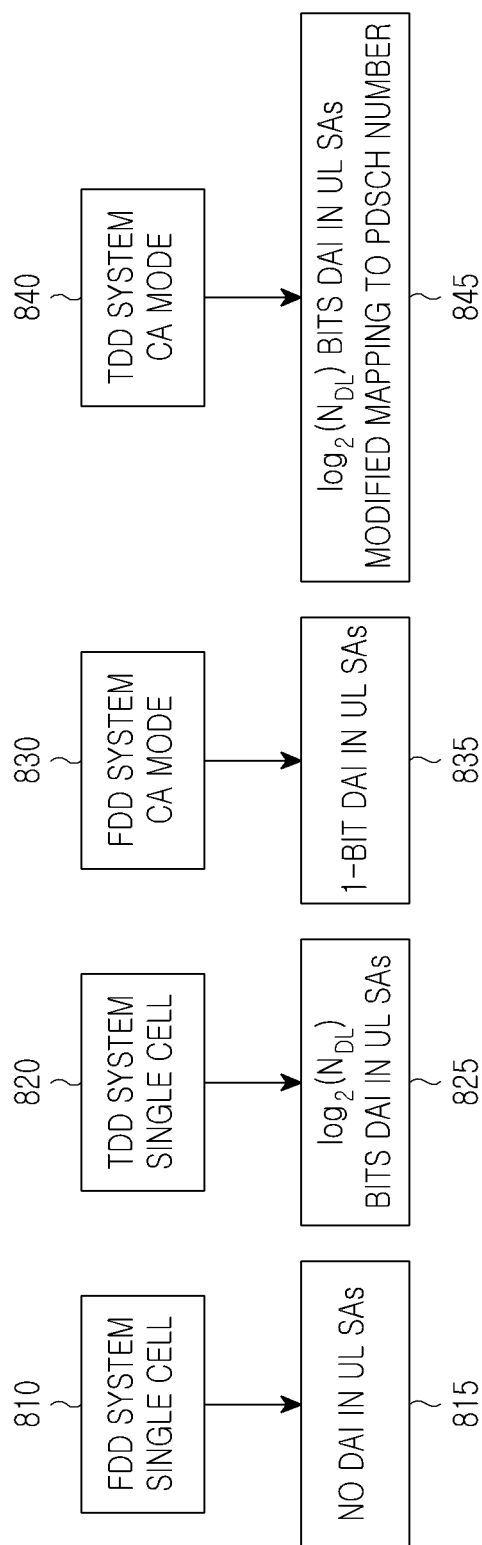 810
FDD SYSTEM
SINGLE CELL
NO DAI IN UL SAs
815
820
TDD SYSTEM
SINGLE CELL
log₂(N_DL)
BITS DAI IN UL SAs
825
830
FDD SYSTEM
CA MODE
1-BIT DAI IN UL SAs
835
840
TDD SYSTEM
CA MODE
log₂(N_DL) BITS DAI IN UL SAs
MODIFIED MAPPING TO PDSCH NUMBER
845